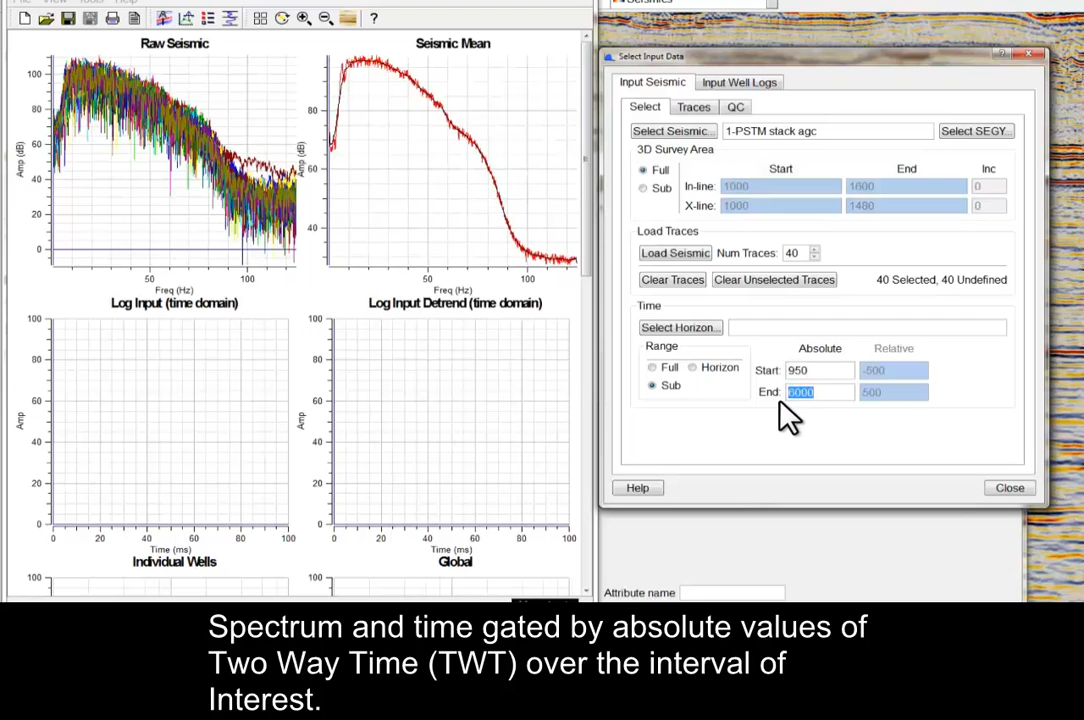 File View Tools Help
Seismics
?
Raw Seismic
Seismic Mean
100
80
60
40
20
0
Amp (dB)
50
100
Freq (Hz)
80
60
40
Amp (dB)
50
100
Freq (Hz)
Log Input (time domain)
Log Input Detrend (time domain)
100
80
60
40
20
0
Amp
0 20 40 60 80 100
Time (ms)
100
80
60
40
20
0
Amp
0 20 40 60 80 100
Time (ms)
Individual Wells
Global
100
100
Select Input Data
Input Seismic Input Well Logs
Select Traces QC
Select Seismic... 1-PSTM stack agc Select SEGY...
3D Survey Area
Start End Inc
Full
Sub
In-line: 1000 1600 0
X-line: 1000 1480 0
Load Traces
Load Seismic Num Traces: 40
Clear Traces Clear Unselected Traces 40 Selected, 40 Undefined
Time
Select Horizon...
Range Absolute Relative
Full Horizon Start: 950 -500
Sub End: 6000 500
Help Close
Attribute name
Spectrum and time gated by absolute values of
Two Way Time (TWT) over the interval of
Interest.